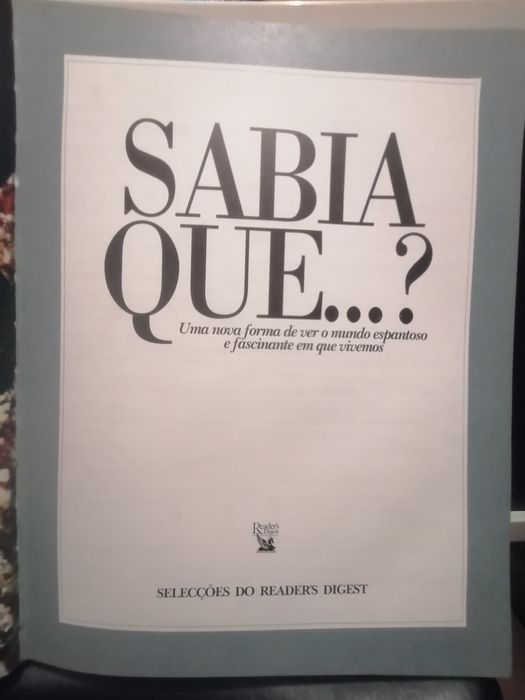 SABIA
QUE...?
Uma nova forma de ver o mundo espantoso
e fascinante em que vivemos
Reader's
Digest
SELECÇÕES DO READER'S DIGEST